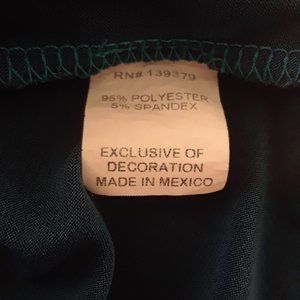 RN# 139379
95% POLYESTER
5% SPANDEX
EXCLUSIVE OF
DECORATION
MADE IN MEXICO